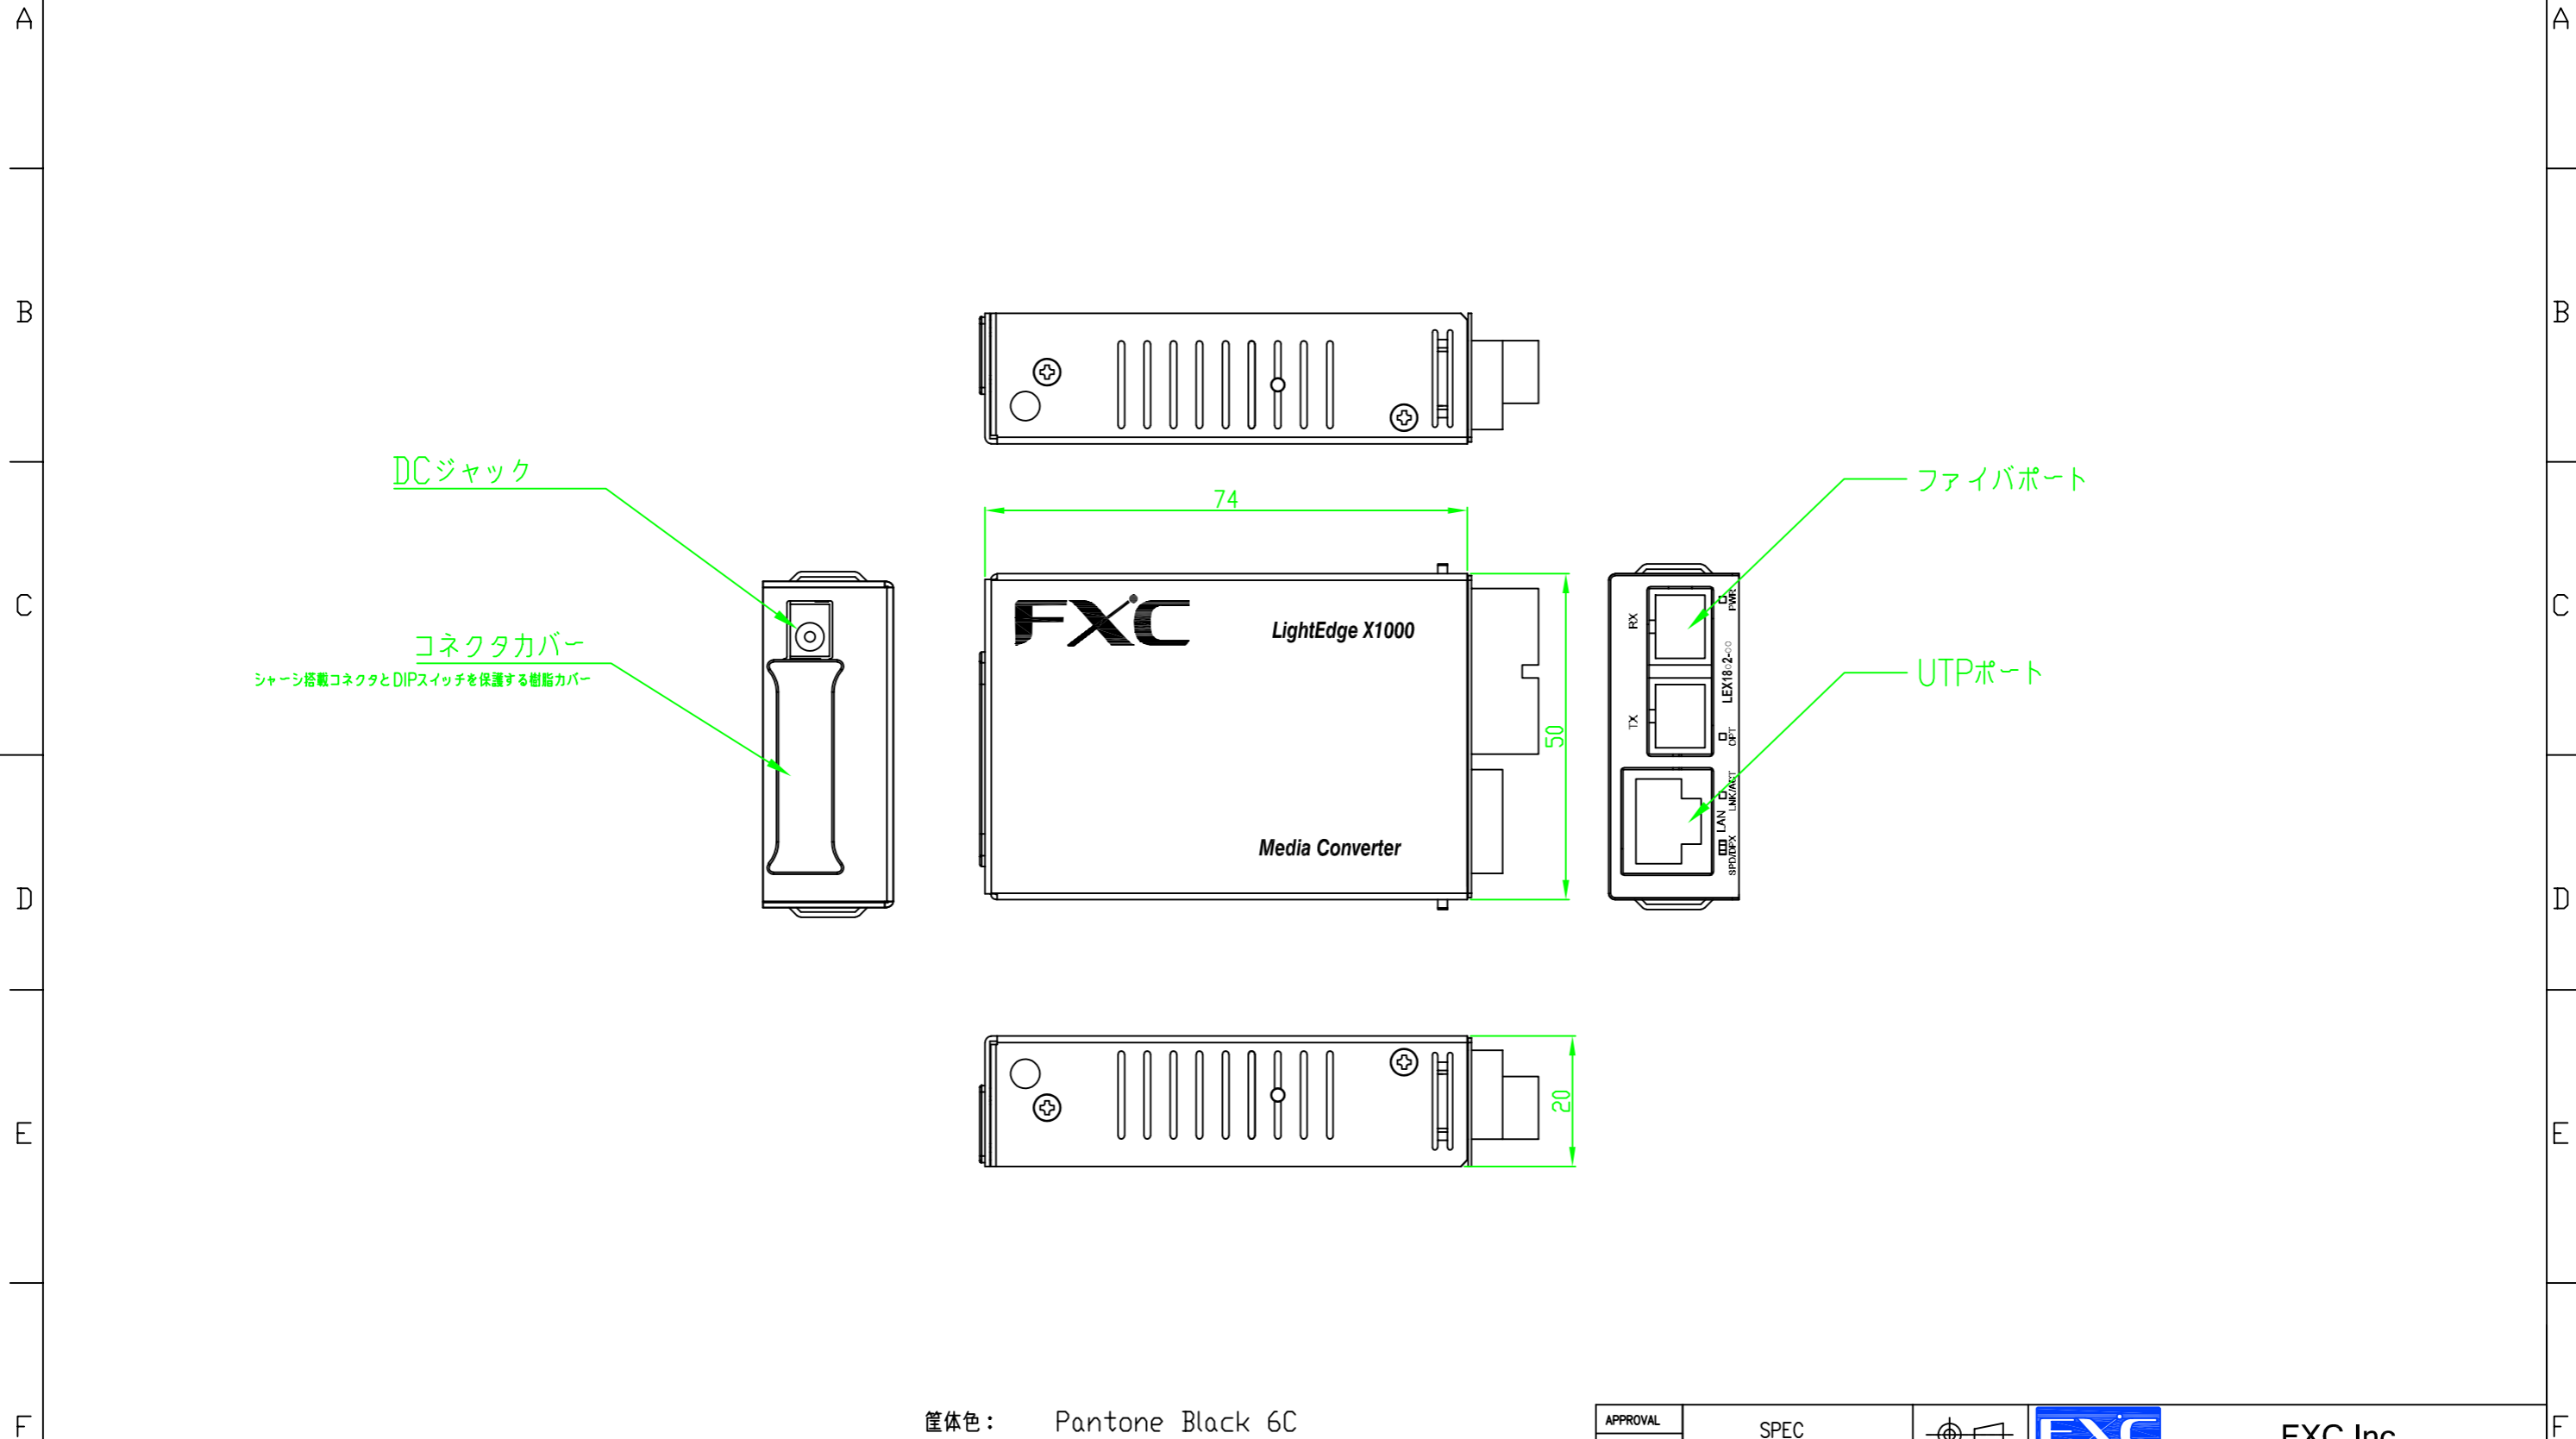 A
A
B
B
DCジャック
ファイバポート
74
C
C
FXC
LightEdge X1000
RX
PWR
コネクタカバー
シャーシ搭載コネクタとDIPスイッチを保護する樹脂カバー
LEX18○2-○○
UTPポート
TX
OPT
50
LNK/ACT
LAN
SPD/DPX
Media Converter
D
D
20
E
E
筐体色: Pantone Black 6C
APPROVAL
SPEC
FXC
FXC Inc
F
F